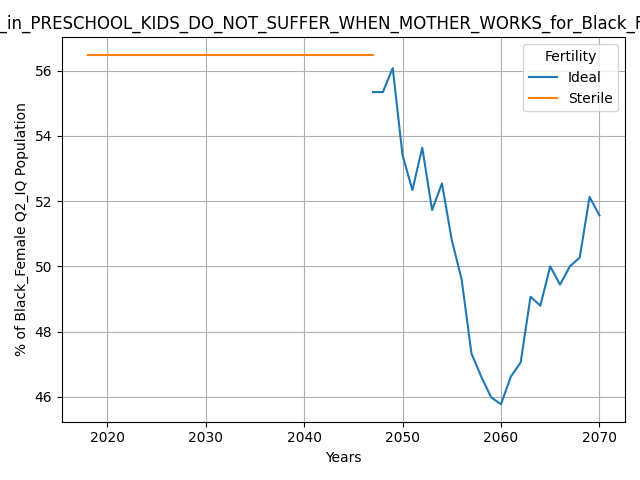 _in_PRESCHOOL_KIDS_DO_NOT_SUFFER_WHEN_MOTHER_WORKS_for_Black_F
Fertility
Ideal
Sterile
% of Black_Female Q2_IQ Population
56
54
52
50
48
46
2020 2030 2040 2050 2060 2070
Years